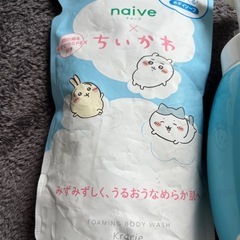 naive
ナイーブ
×
ちいかわ
みずみずしく、うるおうなめらか肌へ
FOAMING BODY WASH
Kracie